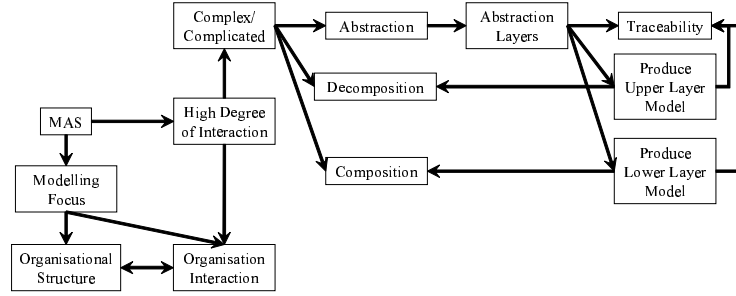 Complex/
Complicated
Abstraction
Abstraction
Layers
Traceability
Decomposition
Produce
Upper Layer
Model
MAS
High Degree
of Interaction
Composition
Produce
Lower Layer
Model
Modelling
Focus
Organisational
Structure
Organisation
Interaction